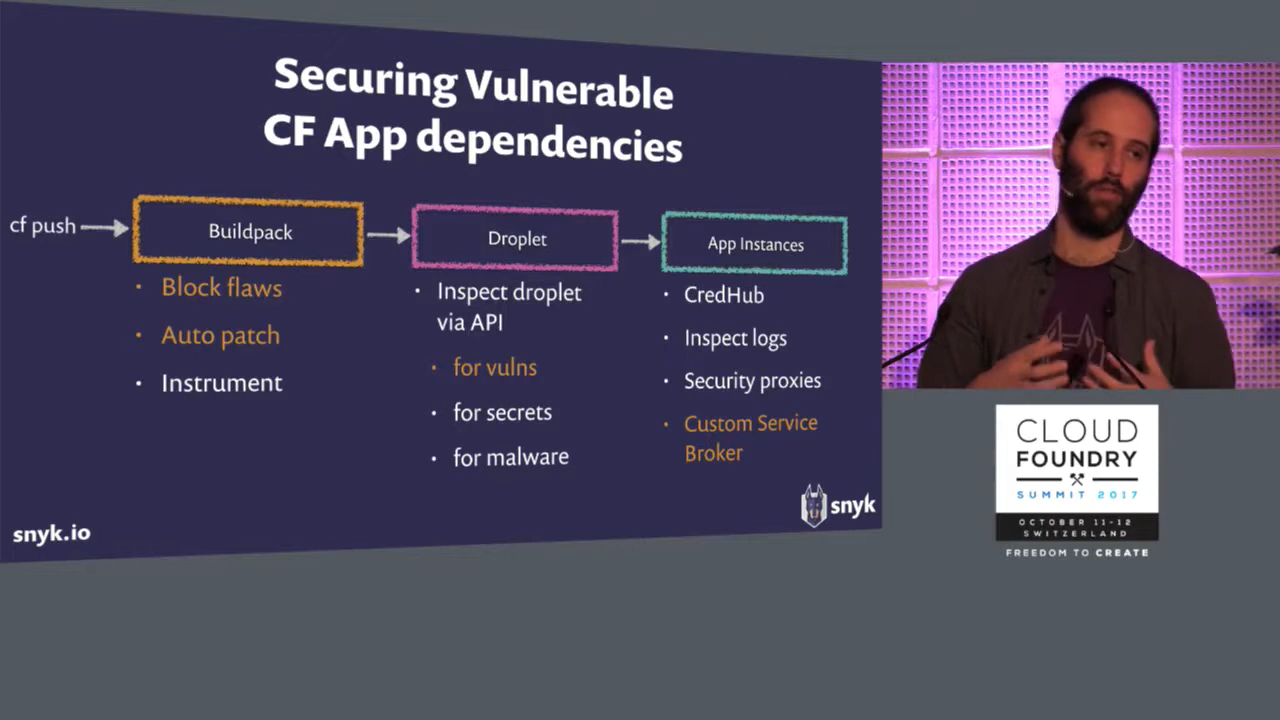 Securing Vulnerable
CF App dependencies
cf push
Buildpack
Droplet
App Instances
• Block flaws
• Auto patch
• Instrument
• Inspect droplet
via API
• for vulns
• for secrets
• for malware
• CredHub
• Inspect logs
• Security proxies
• Custom Service
Broker
snyk.io
snyk
CLOUD
FOUNDRY
SUMMIT 2017
OCTOBER 11-12
SWITZERLAND
FREEDOM TO CREATE